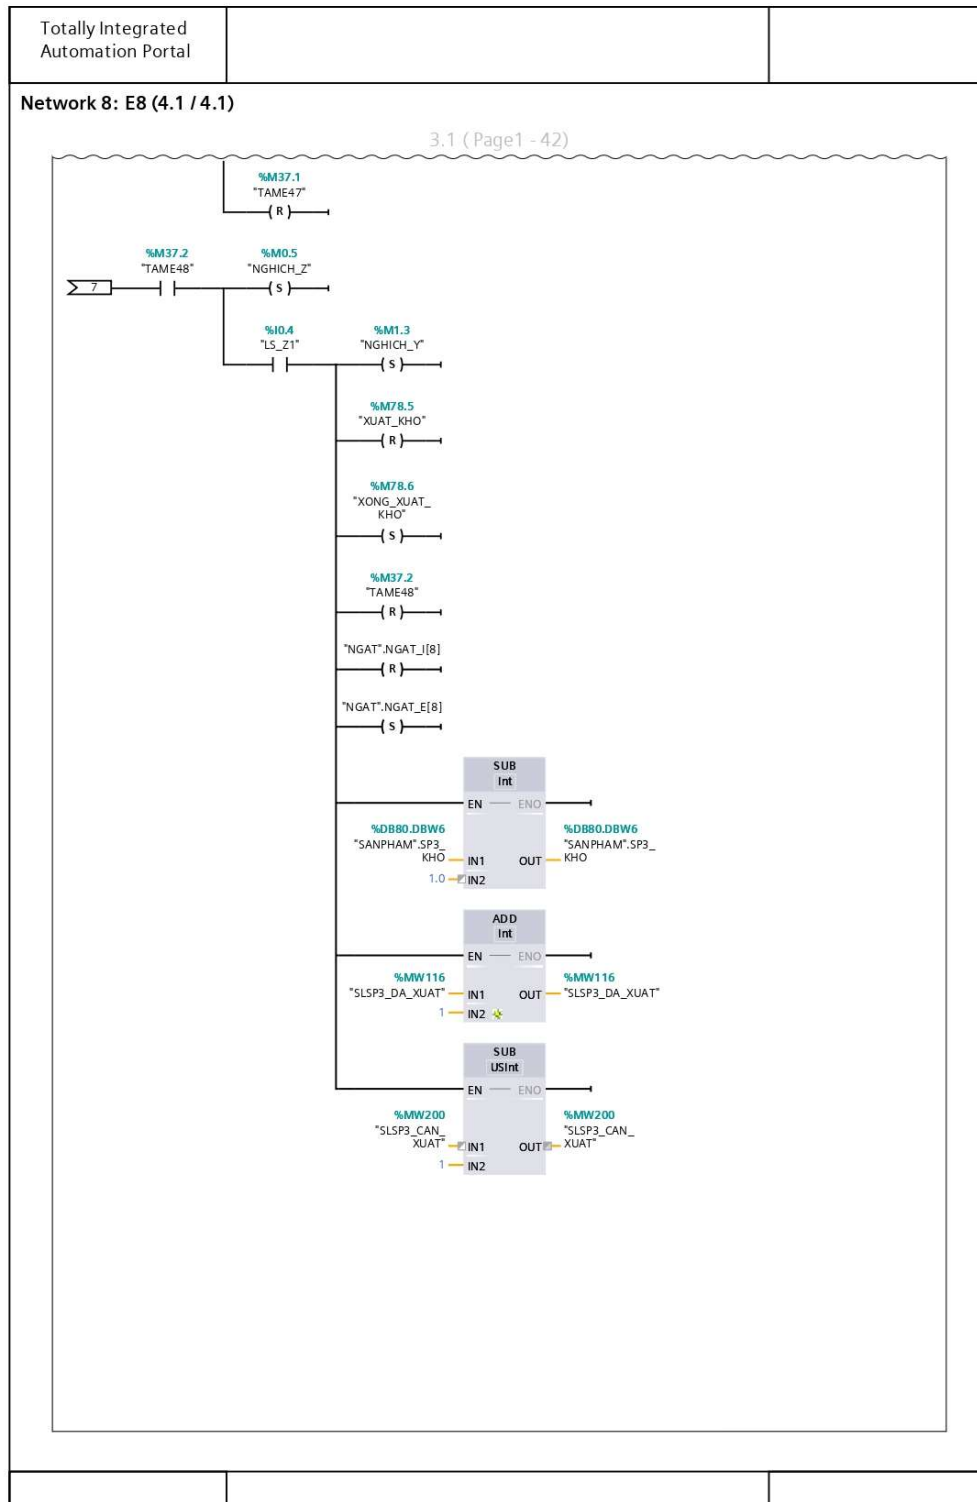 Totally Integrated
Automation Portal
Network 8: E8 (4.1 / 4.1)
3.1 ( Page1 - 42)
%M37.1
"TAME47"
( R )
%M37.2
"TAME48"
%M0.5
"NGHICH_Z"
7
( S )
%I0.4
"LS_Z1"
%M1.3
"NGHICH_Y"
( S )
%M78.5
"XUAT_KHO"
( R )
%M78.6
"XONG_XUAT_
KHO"
( S )
%M37.2
"TAME48"
( R )
"NGAT".NGAT_I[8]
( R )
"NGAT".NGAT_E[8]
( S )
SUB
Int
EN ENO
%DB80.DBW6
"SANPHAM".SP3_
KHO
IN1
OUT
%DB80.DBW6
"SANPHAM".SP3_
KHO
1.0
IN2
ADD
Int
EN ENO
%MW116
"SLSP3_DA_XUAT"
IN1
OUT
%MW116
"SLSP3_DA_XUAT"
1
IN2
SUB
USInt
EN ENO
%MW200
"SLSP3_CAN_
XUAT"
IN1
OUT
%MW200
"SLSP3_CAN_
XUAT"
1
IN2